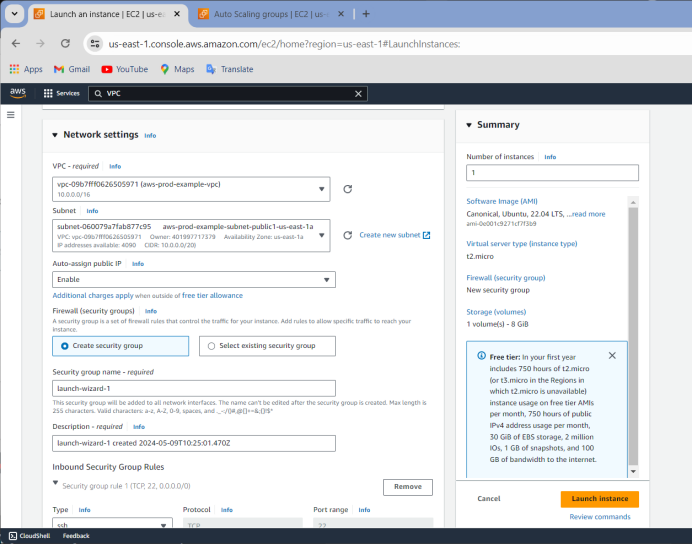 Launch an instance | EC2 | us-ea
Auto Scaling groups | EC2 | us-
us-east-1.console.aws.amazon.com/ec2/home?region=us-east-1#LaunchInstances:
Apps
Gmail
YouTube
Maps
Translate
aws
Services
VPC
Network settings Info
VPC - required Info
vpc-09b7fff0626505971 (aws-prod-example-vpc)
10.0.0.0/16
Subnet Info
subnet-060079a7fab877c95 aws-prod-example-subnet-public1-us-east-1a
VPC: vpc-09b7fff0626505971 Owner: 401997717379 Availability Zone: us-east-1a
IP addresses available: 4090 CIDR: 10.0.0.0/20)
Create new subnet
Auto-assign public IP Info
Enable
Additional charges apply when outside of free tier allowance
Firewall (security groups) Info
A security group is a set of firewall rules that control the traffic for your instance. Add rules to allow specific traffic to reach your
instance.
Create security group
Select existing security group
Security group name - required
launch-wizard-1
This security group will be added to all network interfaces. The name can't be edited after the security group is created. Max length is
255 characters. Valid characters: a-z, A-Z, 0-9, spaces, and ._-:/()#,@[]+=&;{}!$*
Description - required Info
launch-wizard-1 created 2024-05-09T10:25:01.470Z
Inbound Security Group Rules
Security group rule 1 (TCP, 22, 0.0.0.0/0)
Remove
Type Info
Protocol Info
Port range Info
ssh
TCP
22
Summary
Number of instances Info
1
Software Image (AMI)
Canonical, Ubuntu, 22.04 LTS, ...read more
ami-0e001c9271cf7f3b9
Virtual server type (instance type)
t2.micro
Firewall (security group)
New security group
Storage (volumes)
1 volume(s) - 8 GiB
Free tier: In your first year
includes 750 hours of t2.micro
(or t3.micro in the Regions in
which t2.micro is unavailable)
instance usage on free tier AMIs
per month, 750 hours of public
IPv4 address usage per month,
30 GiB of EBS storage, 2 million
IOs, 1 GB of snapshots, and 100
GB of bandwidth to the internet.
Cancel
Launch instance
Review commands
CloudShell
Feedback